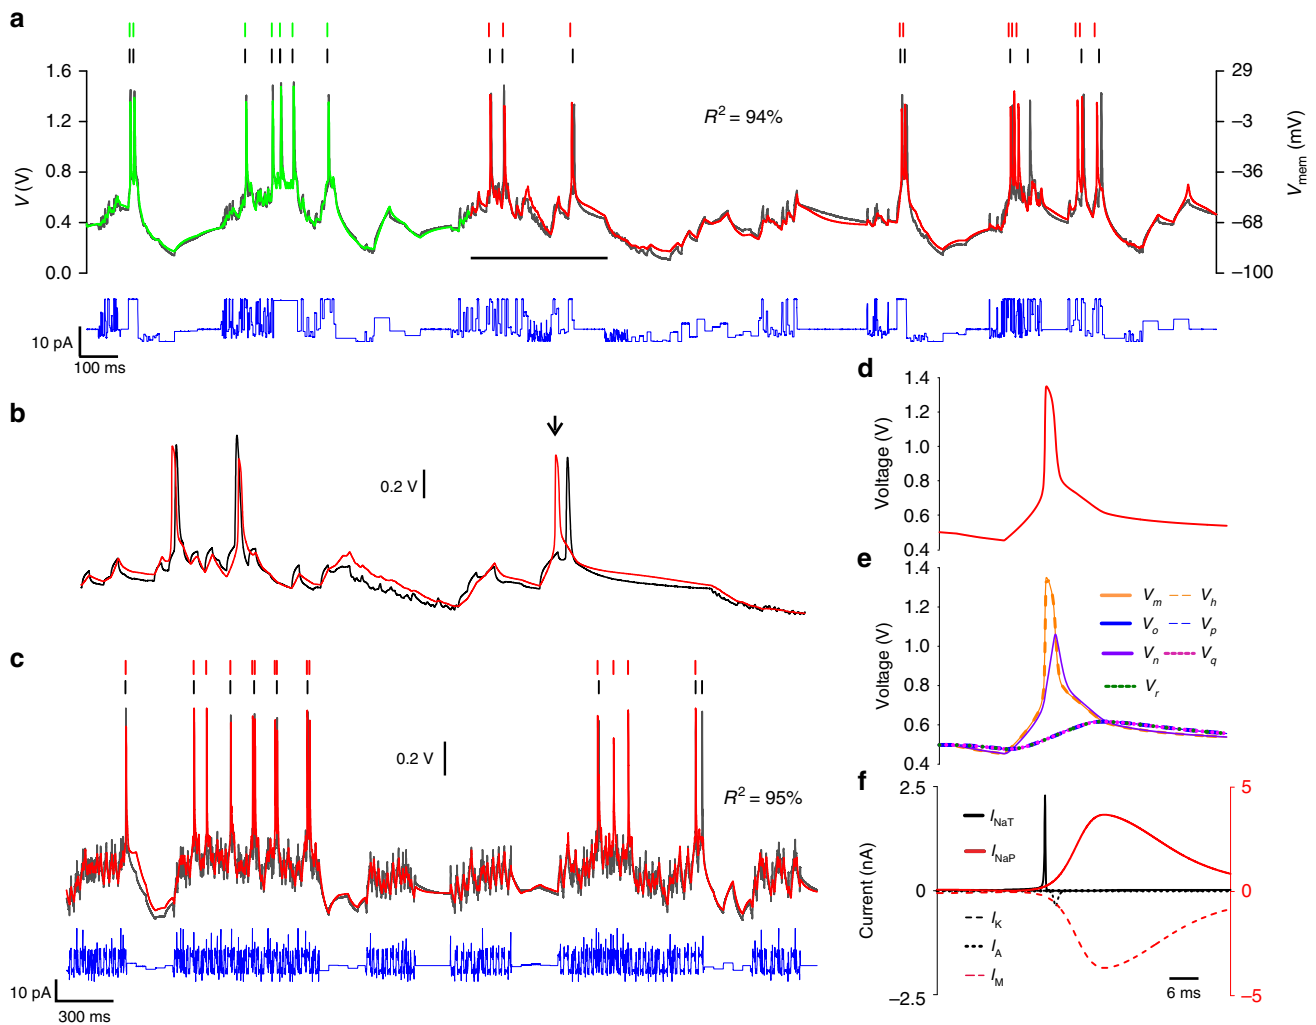 a
1.6
1.2
0.8
0.4
0.0
V (V)
R² = 94%
29
−3
−36
−68
−100
Vmem (mV)
10 pA
100 ms
b
0.2 V
c
0.2 V
R² = 95%
10 pA
300 ms
d
1.4
1.2
1.0
0.8
0.6
0.4
Voltage (V)
e
1.4
1.2
1.0
0.8
0.6
0.4
Voltage (V)
Vm
Vh
Vo
Vp
Vn
Vq
Vr
f
2.5
0
−2.5
Current (nA)
INaT
INaP
IK
IA
IM
5
0
−5
6 ms